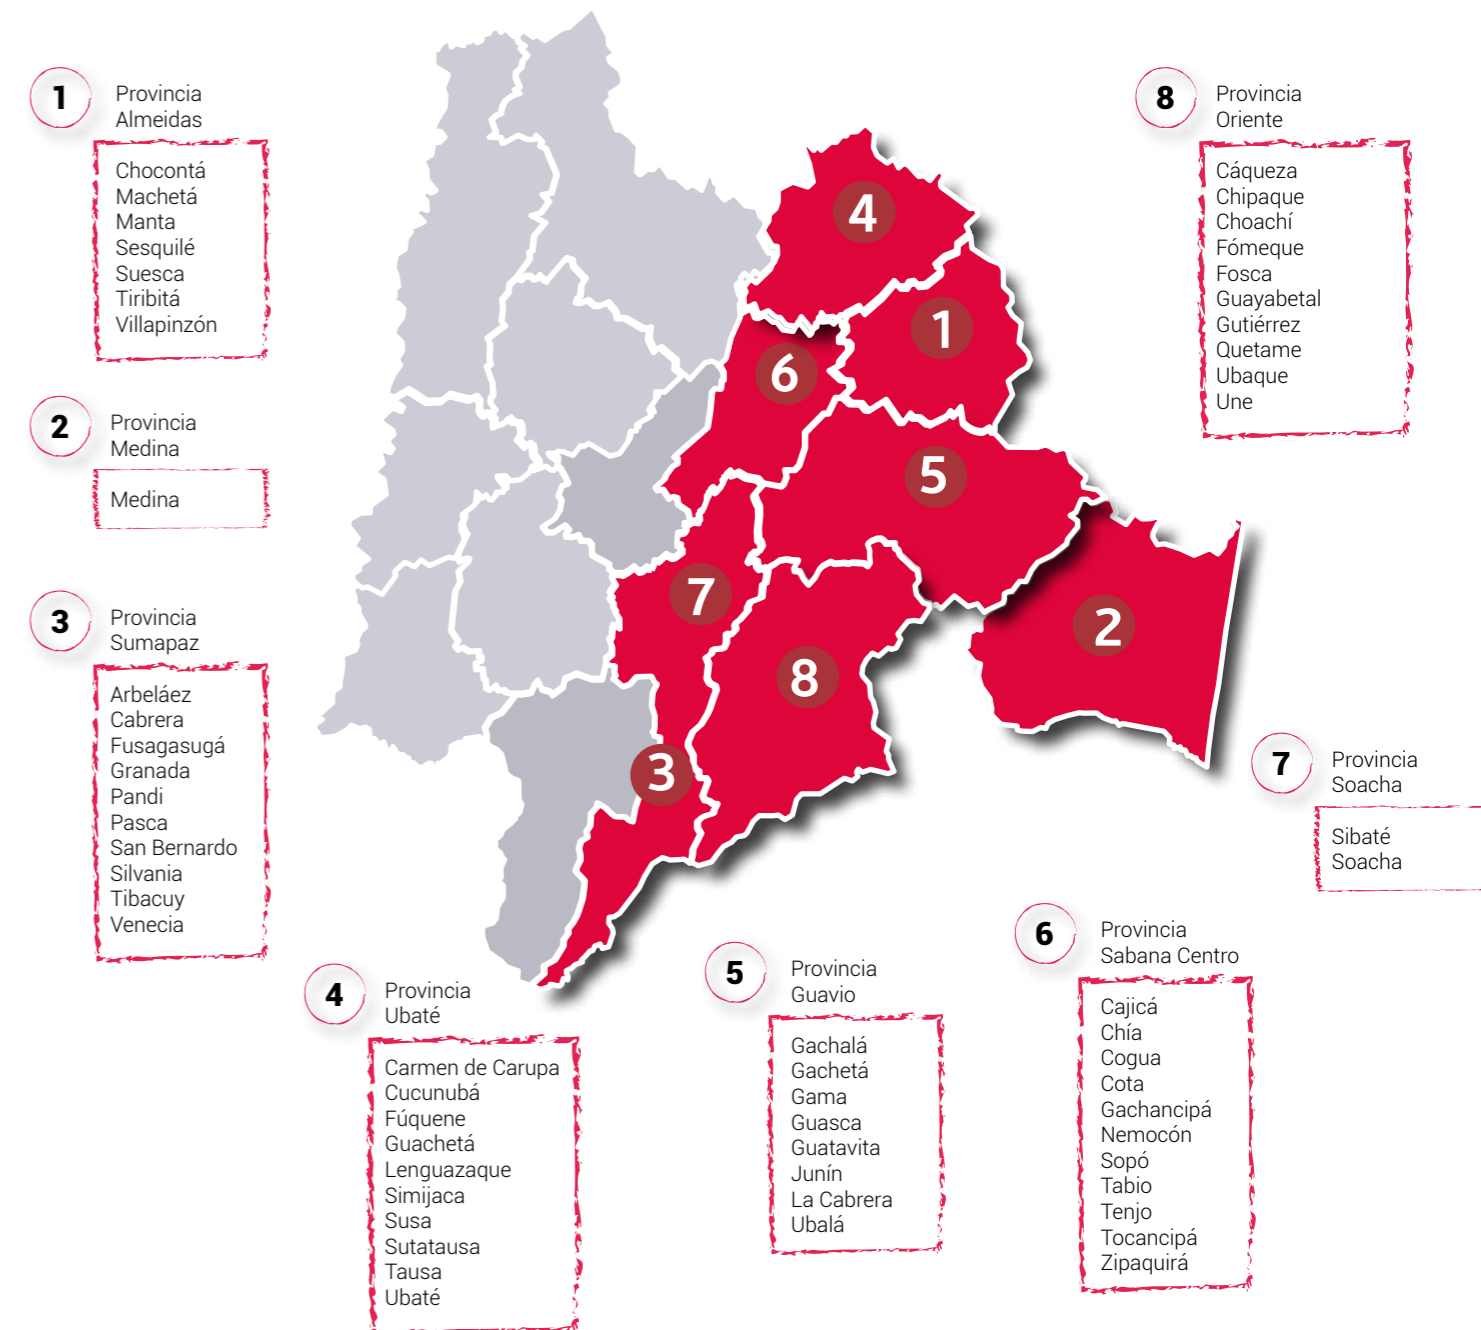 1
Provincia
Almeidas
Chocontá
Machetá
Manta
Sesquilé
Suesca
Tiribitá
Villapinzón
2
Provincia
Medina
Medina
3
Provincia
Sumapaz
Arbeláez
Cabrera
Fusagasugá
Granada
Pandi
Pasca
San Bernardo
Silvania
Tibacuy
Venecia
4
Provincia
Ubaté
Carmen de Carupa
Cucunubá
Fúquene
Guachetá
Lenguazaque
Simijaca
Susa
Sutatausa
Tausa
Ubaté
5
Provincia
Guavio
Gachalá
Gachetá
Gama
Guasca
Guatavita
Junín
La Cabrera
Ubalá
6
Provincia
Sabana Centro
Cajicá
Chía
Cogua
Cota
Gachancipá
Nemocón
Sopó
Tabio
Tenjo
Tocancipá
Zipaquirá
7
Provincia
Soacha
Sibaté
Soacha
8
Provincia
Oriente
Cáqueza
Chipaque
Choachí
Fómeque
Fosca
Guayabetal
Gutiérrez
Quetame
Ubaque
Une
4
1
6
5
7
2
8
3